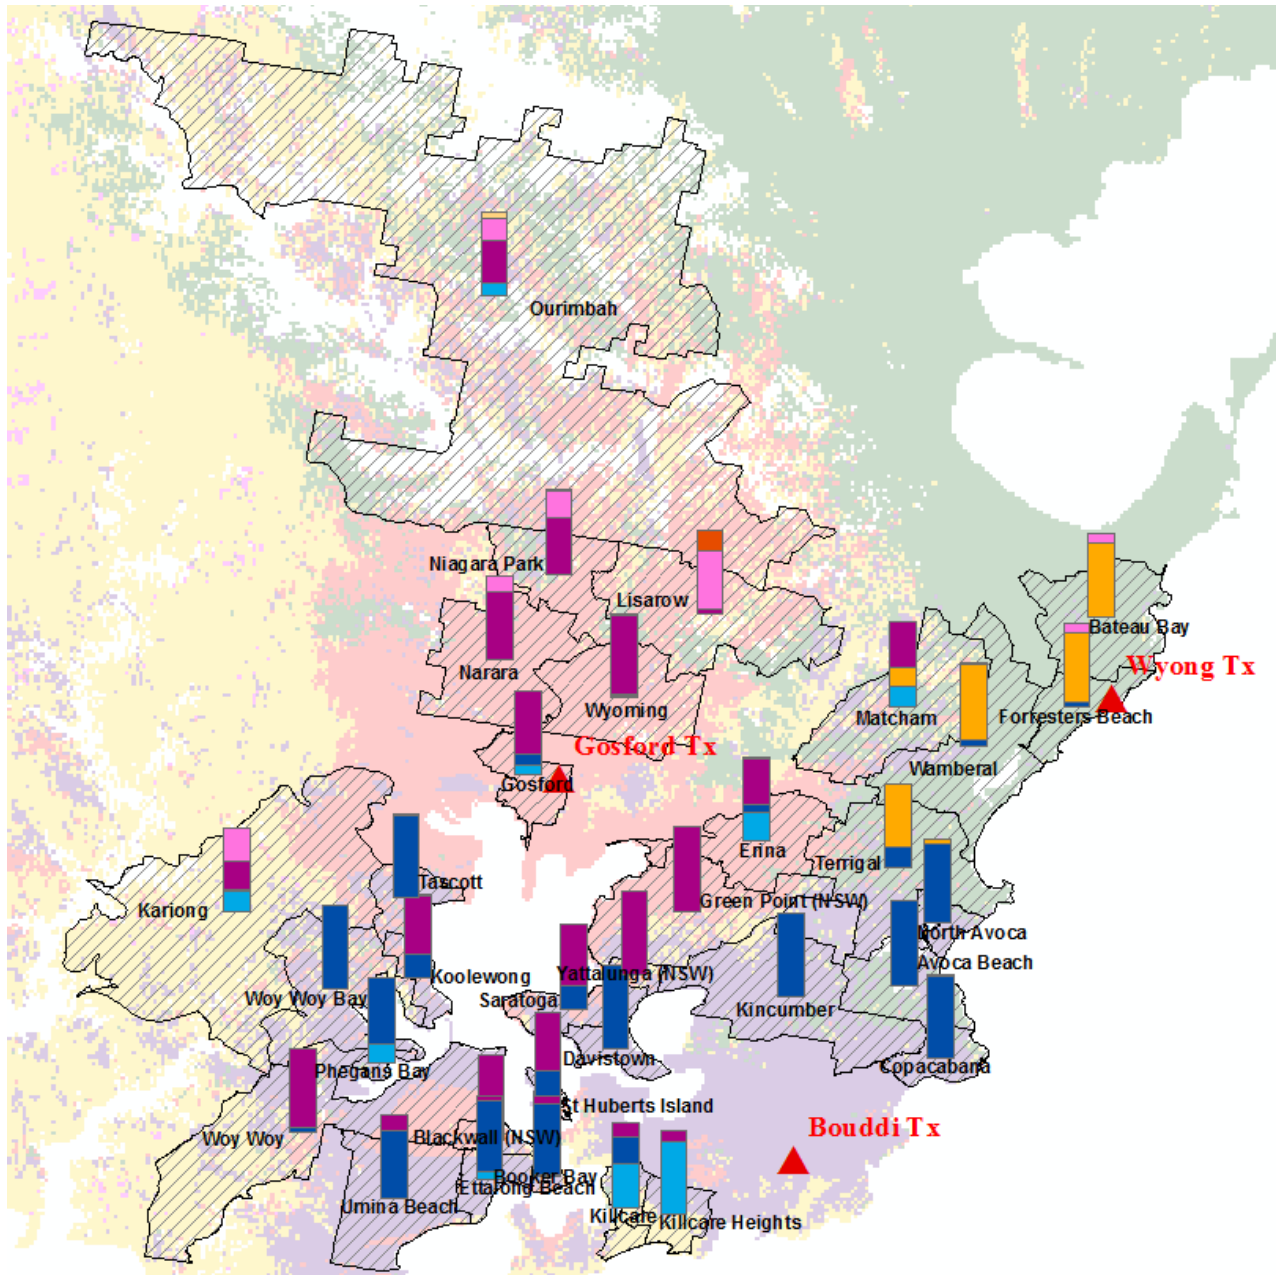 Ourimbah
Niagara Park
Lisarow
Bateau Bay
Wyong Tx
Narara
Wyoming
Matcham
Forresters Beach
Gosford Tx
Wamberal
Gosford
Erina
Terrigal
Tascott
Green Point (NSW)
Kariong
North Avoca
Avoca Beach
Koolewong
Yattalunga (NSW)
Woy Woy Bay
Saratoga
Kincumber
Davistown
Copacabana
Phegans Bay
St Huberts Island
Bouddi Tx
Woy Woy
Blackwall (NSW)
Booker Bay
Ettalong Beach
Umina Beach
Killcare
Killcare Heights